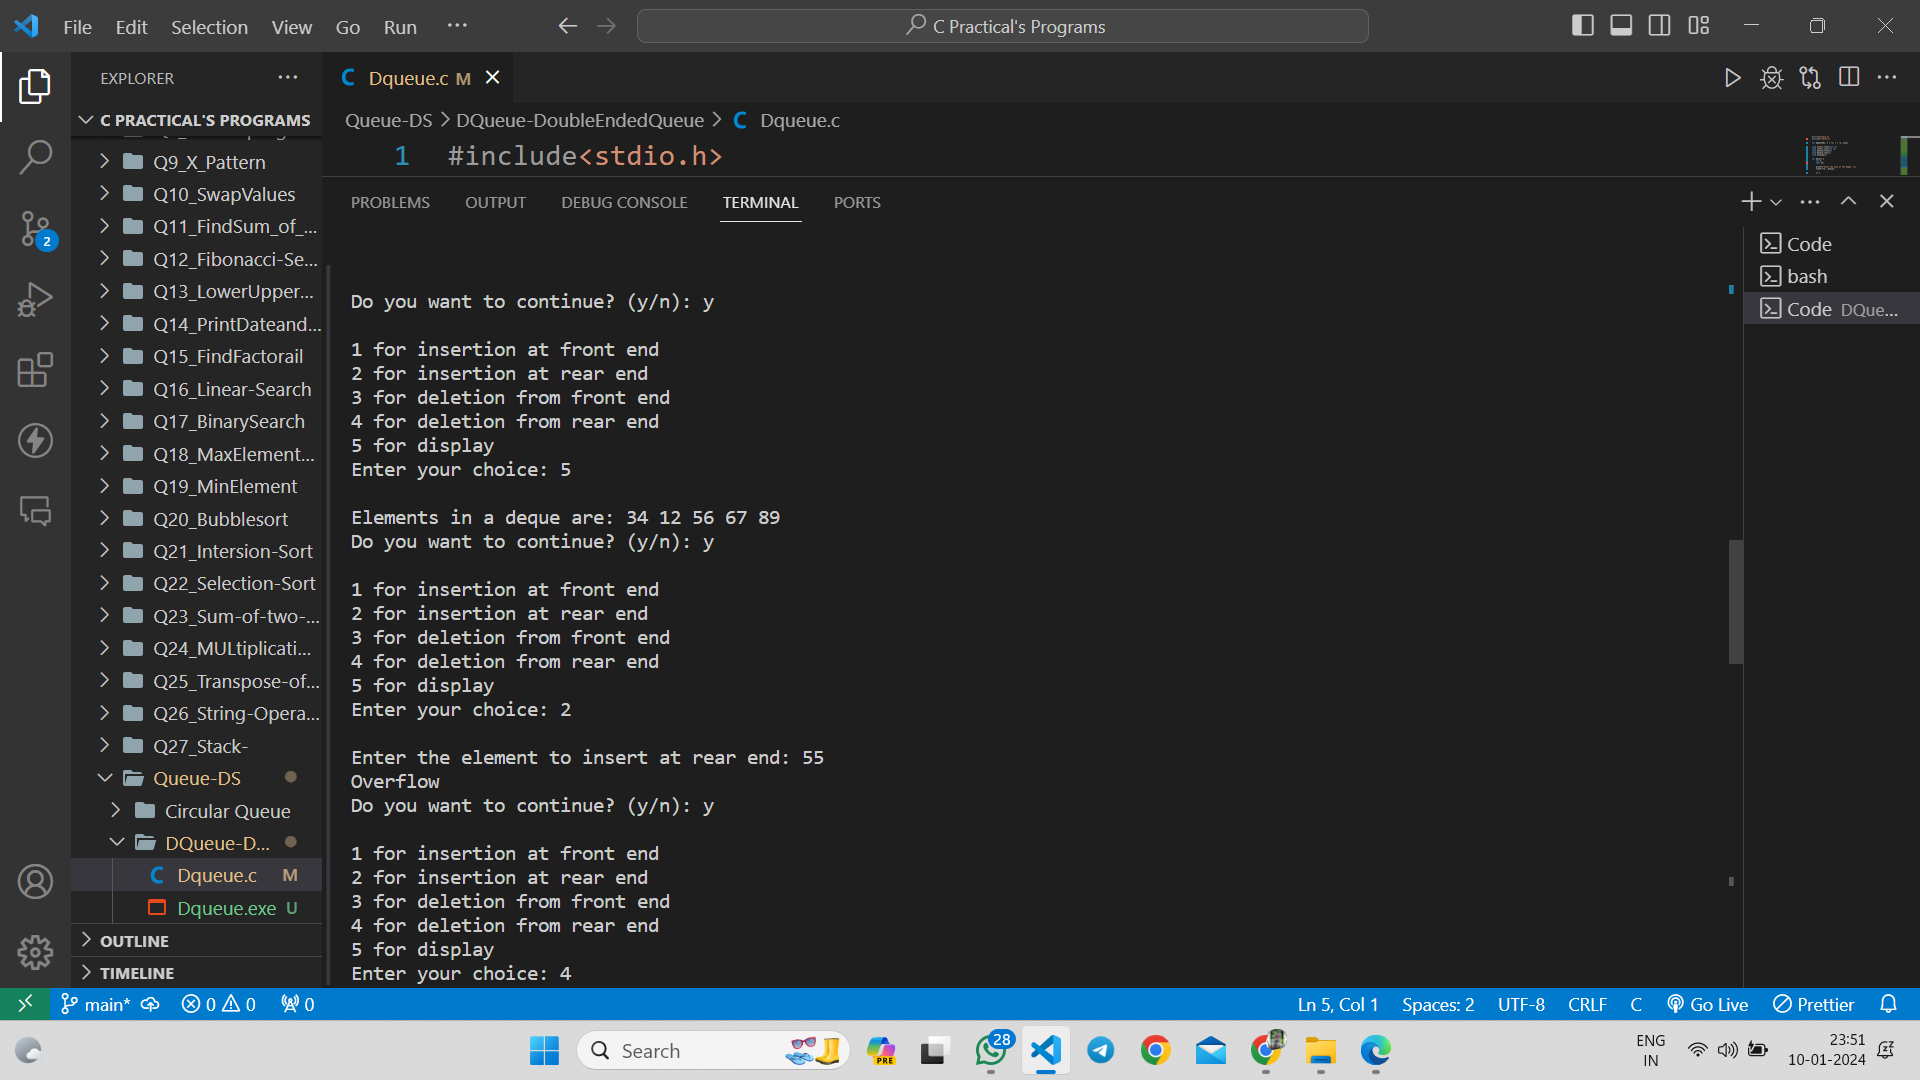 File Edit Selection View Go Run ··· C Practical's Programs
EXPLORER ···
C PRACTICAL'S PROGRAMS
Q9_X_Pattern
Q10_SwapValues
Q11_FindSum_of_...
Q12_Fibonacci-Se...
Q13_LowerUpper...
Q14_PrintDateand...
Q15_FindFactorail
Q16_Linear-Search
Q17_BinarySearch
Q18_MaxElement...
Q19_MinElement
Q20_Bubblesort
Q21_Intersion-Sort
Q22_Selection-Sort
Q23_Sum-of-two-...
Q24_MULtiplicati...
Q25_Transpose-of...
Q26_String-Opera...
Q27_Stack-
Queue-DS
Circular Queue
DQueue-D...
C Dqueue.c M
Dqueue.exe U
OUTLINE
TIMELINE
2
C Dqueue.c M
Queue-DS > DQueue-DoubleEndedQueue > C Dqueue.c
1 #include<stdio.h>
PROBLEMS OUTPUT DEBUG CONSOLE TERMINAL PORTS
Do you want to continue? (y/n): y
1 for insertion at front end
2 for insertion at rear end
3 for deletion from front end
4 for deletion from rear end
5 for display
Enter your choice: 5
Elements in a deque are: 34 12 56 67 89
Do you want to continue? (y/n): y
1 for insertion at front end
2 for insertion at rear end
3 for deletion from front end
4 for deletion from rear end
5 for display
Enter your choice: 2
Enter the element to insert at rear end: 55
Overflow
Do you want to continue? (y/n): y
1 for insertion at front end
2 for insertion at rear end
3 for deletion from front end
4 for deletion from rear end
5 for display
Enter your choice: 4
Code
bash
Code DQue...
main* 0 0 0 Ln 5, Col 1 Spaces: 2 UTF-8 CRLF C Go Live Prettier
Search PRE 28 ENG
IN
23:51
10-01-2024